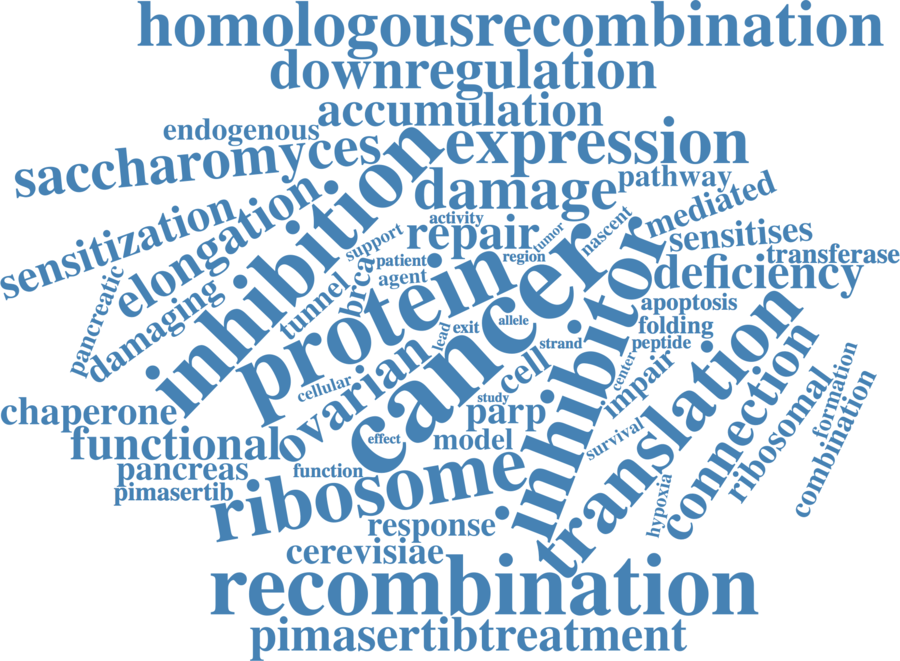 homologousrecombination
downregulation
accumulation
endogenous
saccharomyces
expression
inhibition
damage
pathway
sensitization
elongation
activity
repair
support
tumor
nascent
mediated
sensitises
transferase
pancreatic
damaging
tunnel
brca
patient
agent
region
deficiency
protein
cancer
inhibitor
apoptosis
folding
peptide
lead
exit
allele
strand
cell
center
impair
translation
connection
cellular
ovarian
study
parp
chaperone
functional
effect
model
survival
ribosomal
formation
combination
pancreas
function
pimasertib
ribosome
hypoxia
response
cerevisiae
recombination
pimasertibtreatment